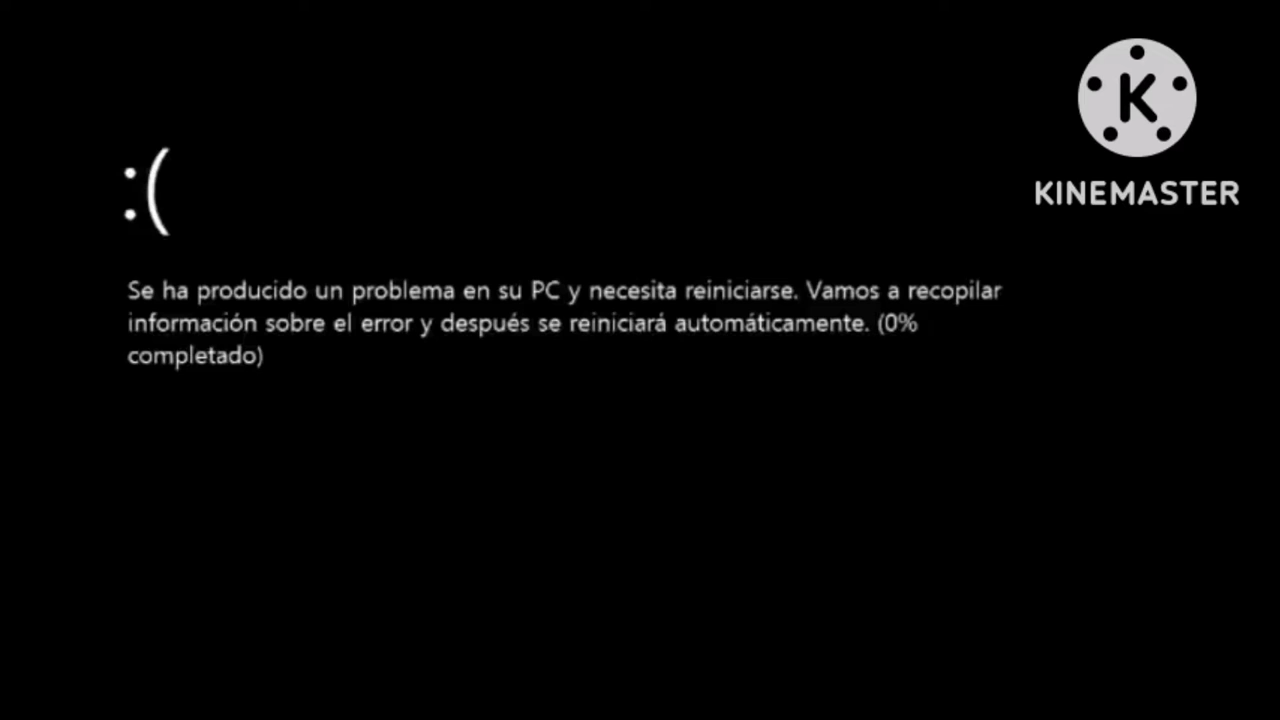 K
KINEMASTER
:(
Se ha producido un problema en su PC y necesita reiniciarse. Vamos a recopilar
información sobre el error y después se reiniciará automáticamente. (0%
completado)